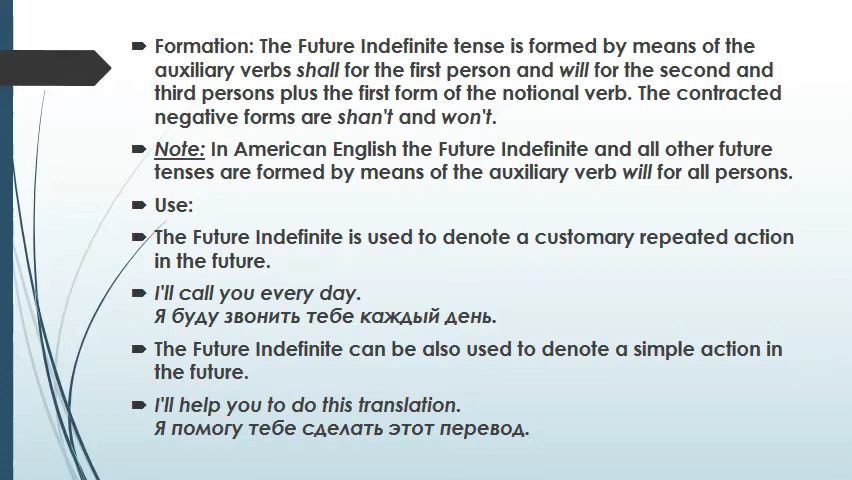 Formation: The Future Indefinite tense is formed by means of the
auxiliary verbs shall for the first person and will for the second and
third persons plus the first form of the notional verb. The contracted
negative forms are shan't and won't.
Note: In American English the Future Indefinite and all other future
tenses are formed by means of the auxiliary verb will for all persons.
Use:
The Future Indefinite is used to denote a customary repeated action
in the future.
I'll call you every day.
Я буду звонить тебе каждый день.
The Future Indefinite can be also used to denote a simple action in
the future.
I'll help you to do this translation.
Я помогу тебе сделать этот перевод.